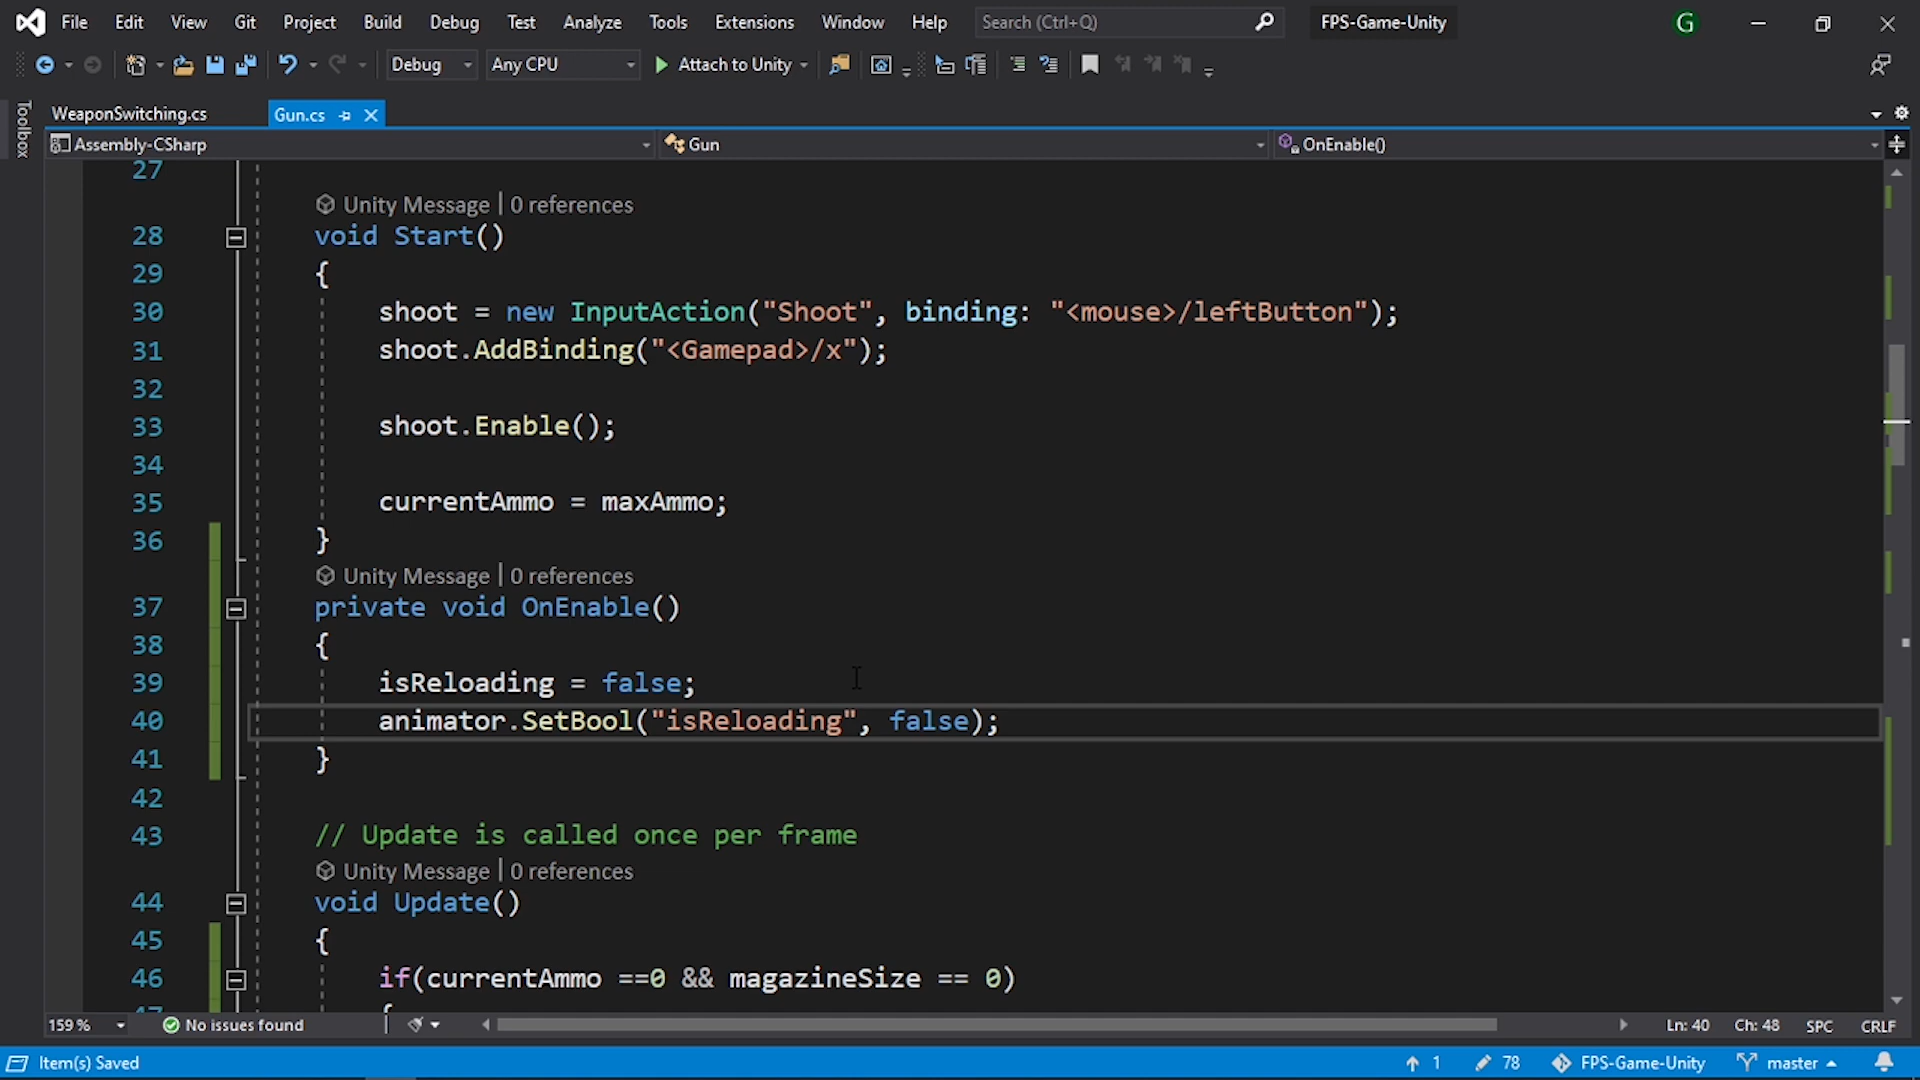 File Edit View Git Project Build Debug Test Analyze Tools Extensions Window Help Search (Ctrl+Q) FPS-Game-Unity G
Debug Any CPU Attach to Unity
Toolbox
WeaponSwitching.cs Gun.cs
Assembly-CSharp Gun OnEnable()
27
Unity Message | 0 references
28 void Start()
29 {
30 shoot = new InputAction("Shoot", binding: "<mouse>/leftButton");
31 shoot.AddBinding("<Gamepad>/x");
32
33 shoot.Enable();
34
35 currentAmmo = maxAmmo;
36 }
Unity Message | 0 references
37 private void OnEnable()
38 {
39 isReloading = false;
40 animator.SetBool("isReloading", false);
41 }
42
43 // Update is called once per frame
Unity Message | 0 references
44 void Update()
45 {
46 if(currentAmmo ==0 && magazineSize == 0)
47 {
159 % No issues found Ln: 40 Ch: 48 SPC CRLF
Item(s) Saved 1 78 FPS-Game-Unity master